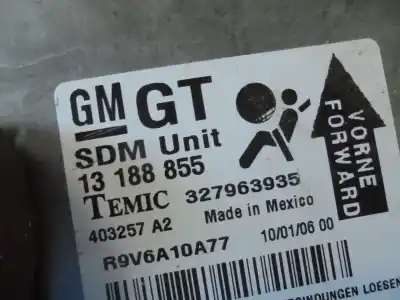 GM GT
SDM Unit
13 188 855
TEMIC 327963935
403257 A2 Made in Mexico
R9V6A10A77 10/01/06 00
VORNE
FORWARD